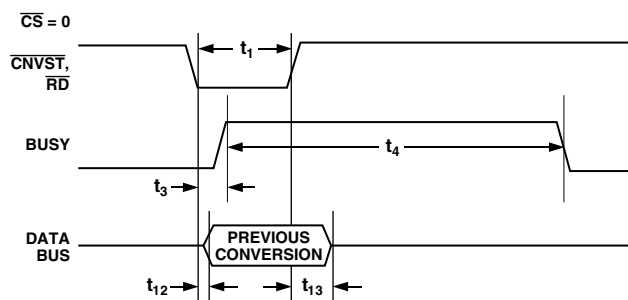 CS = 0
CNVST,
RD
t1
BUSY
t4
t3
DATA
BUS
PREVIOUS
CONVERSION
t12
t13